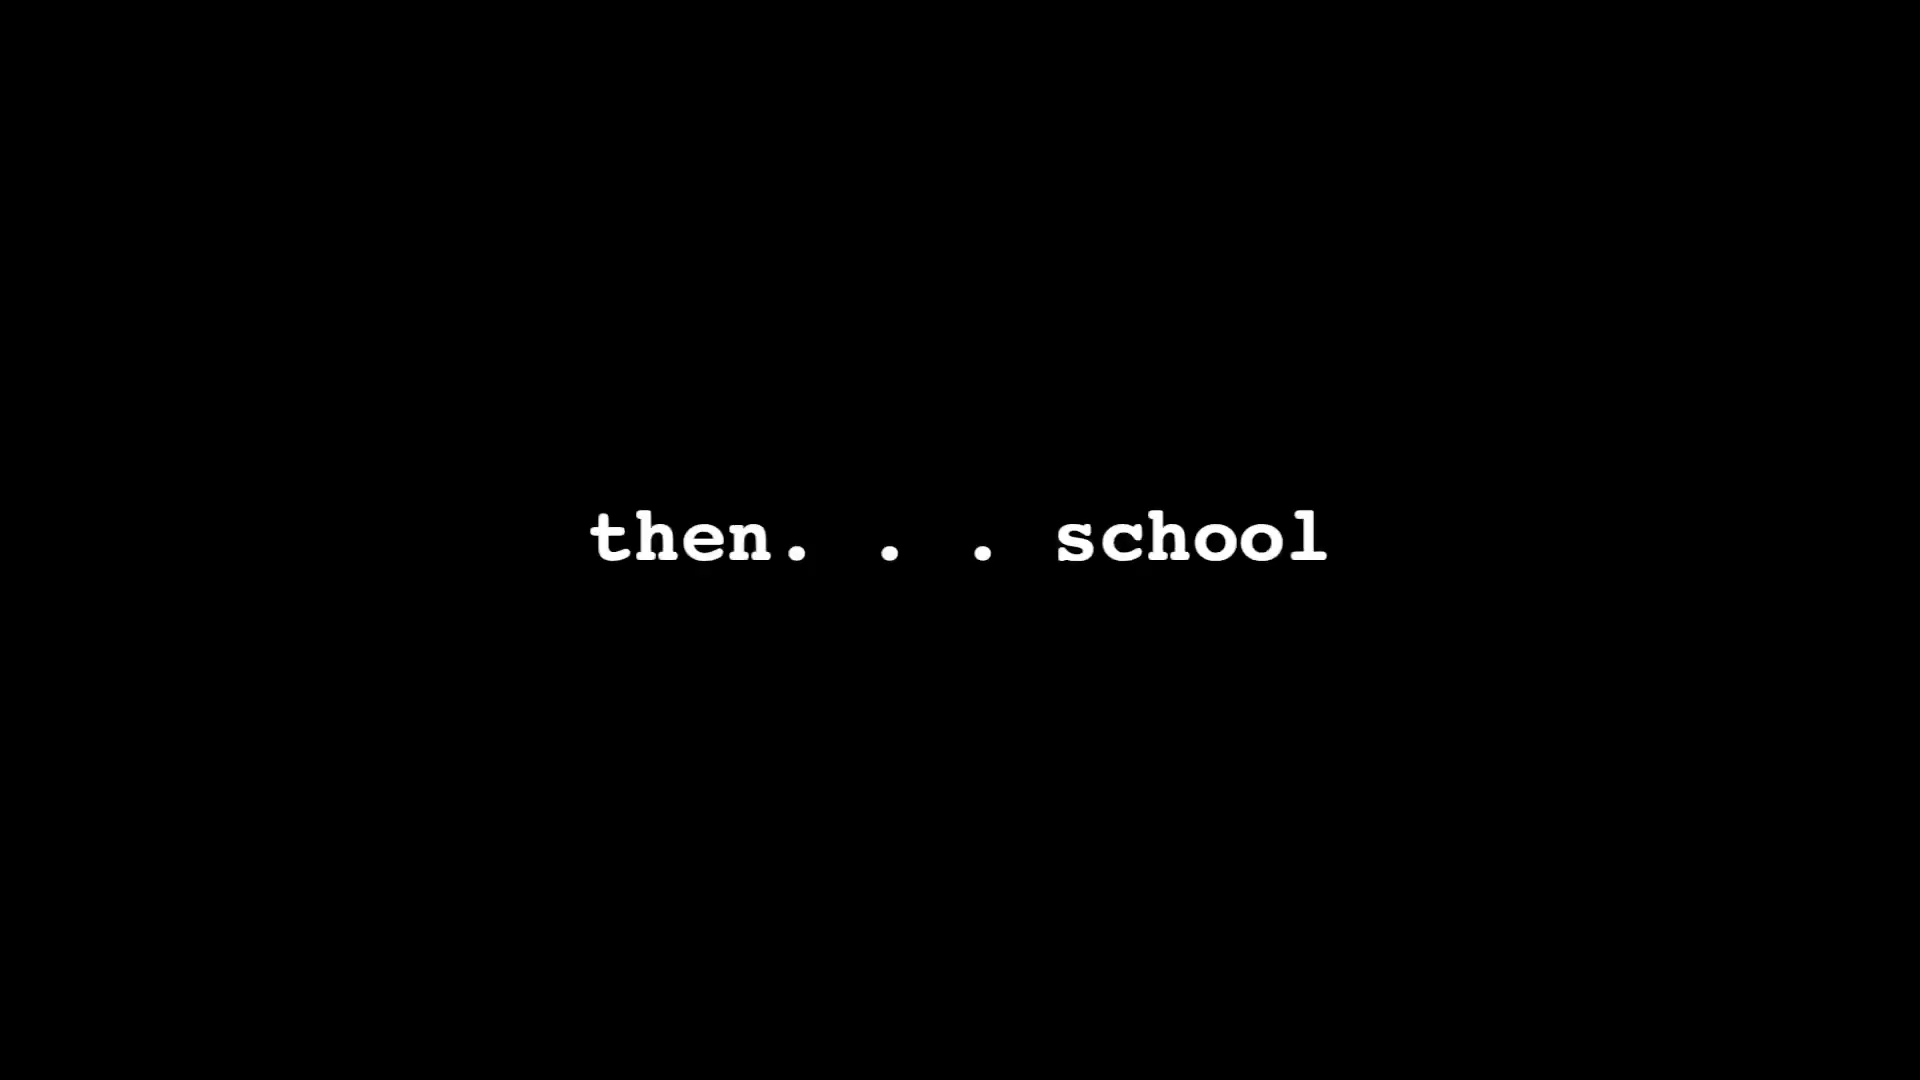 then. . . school